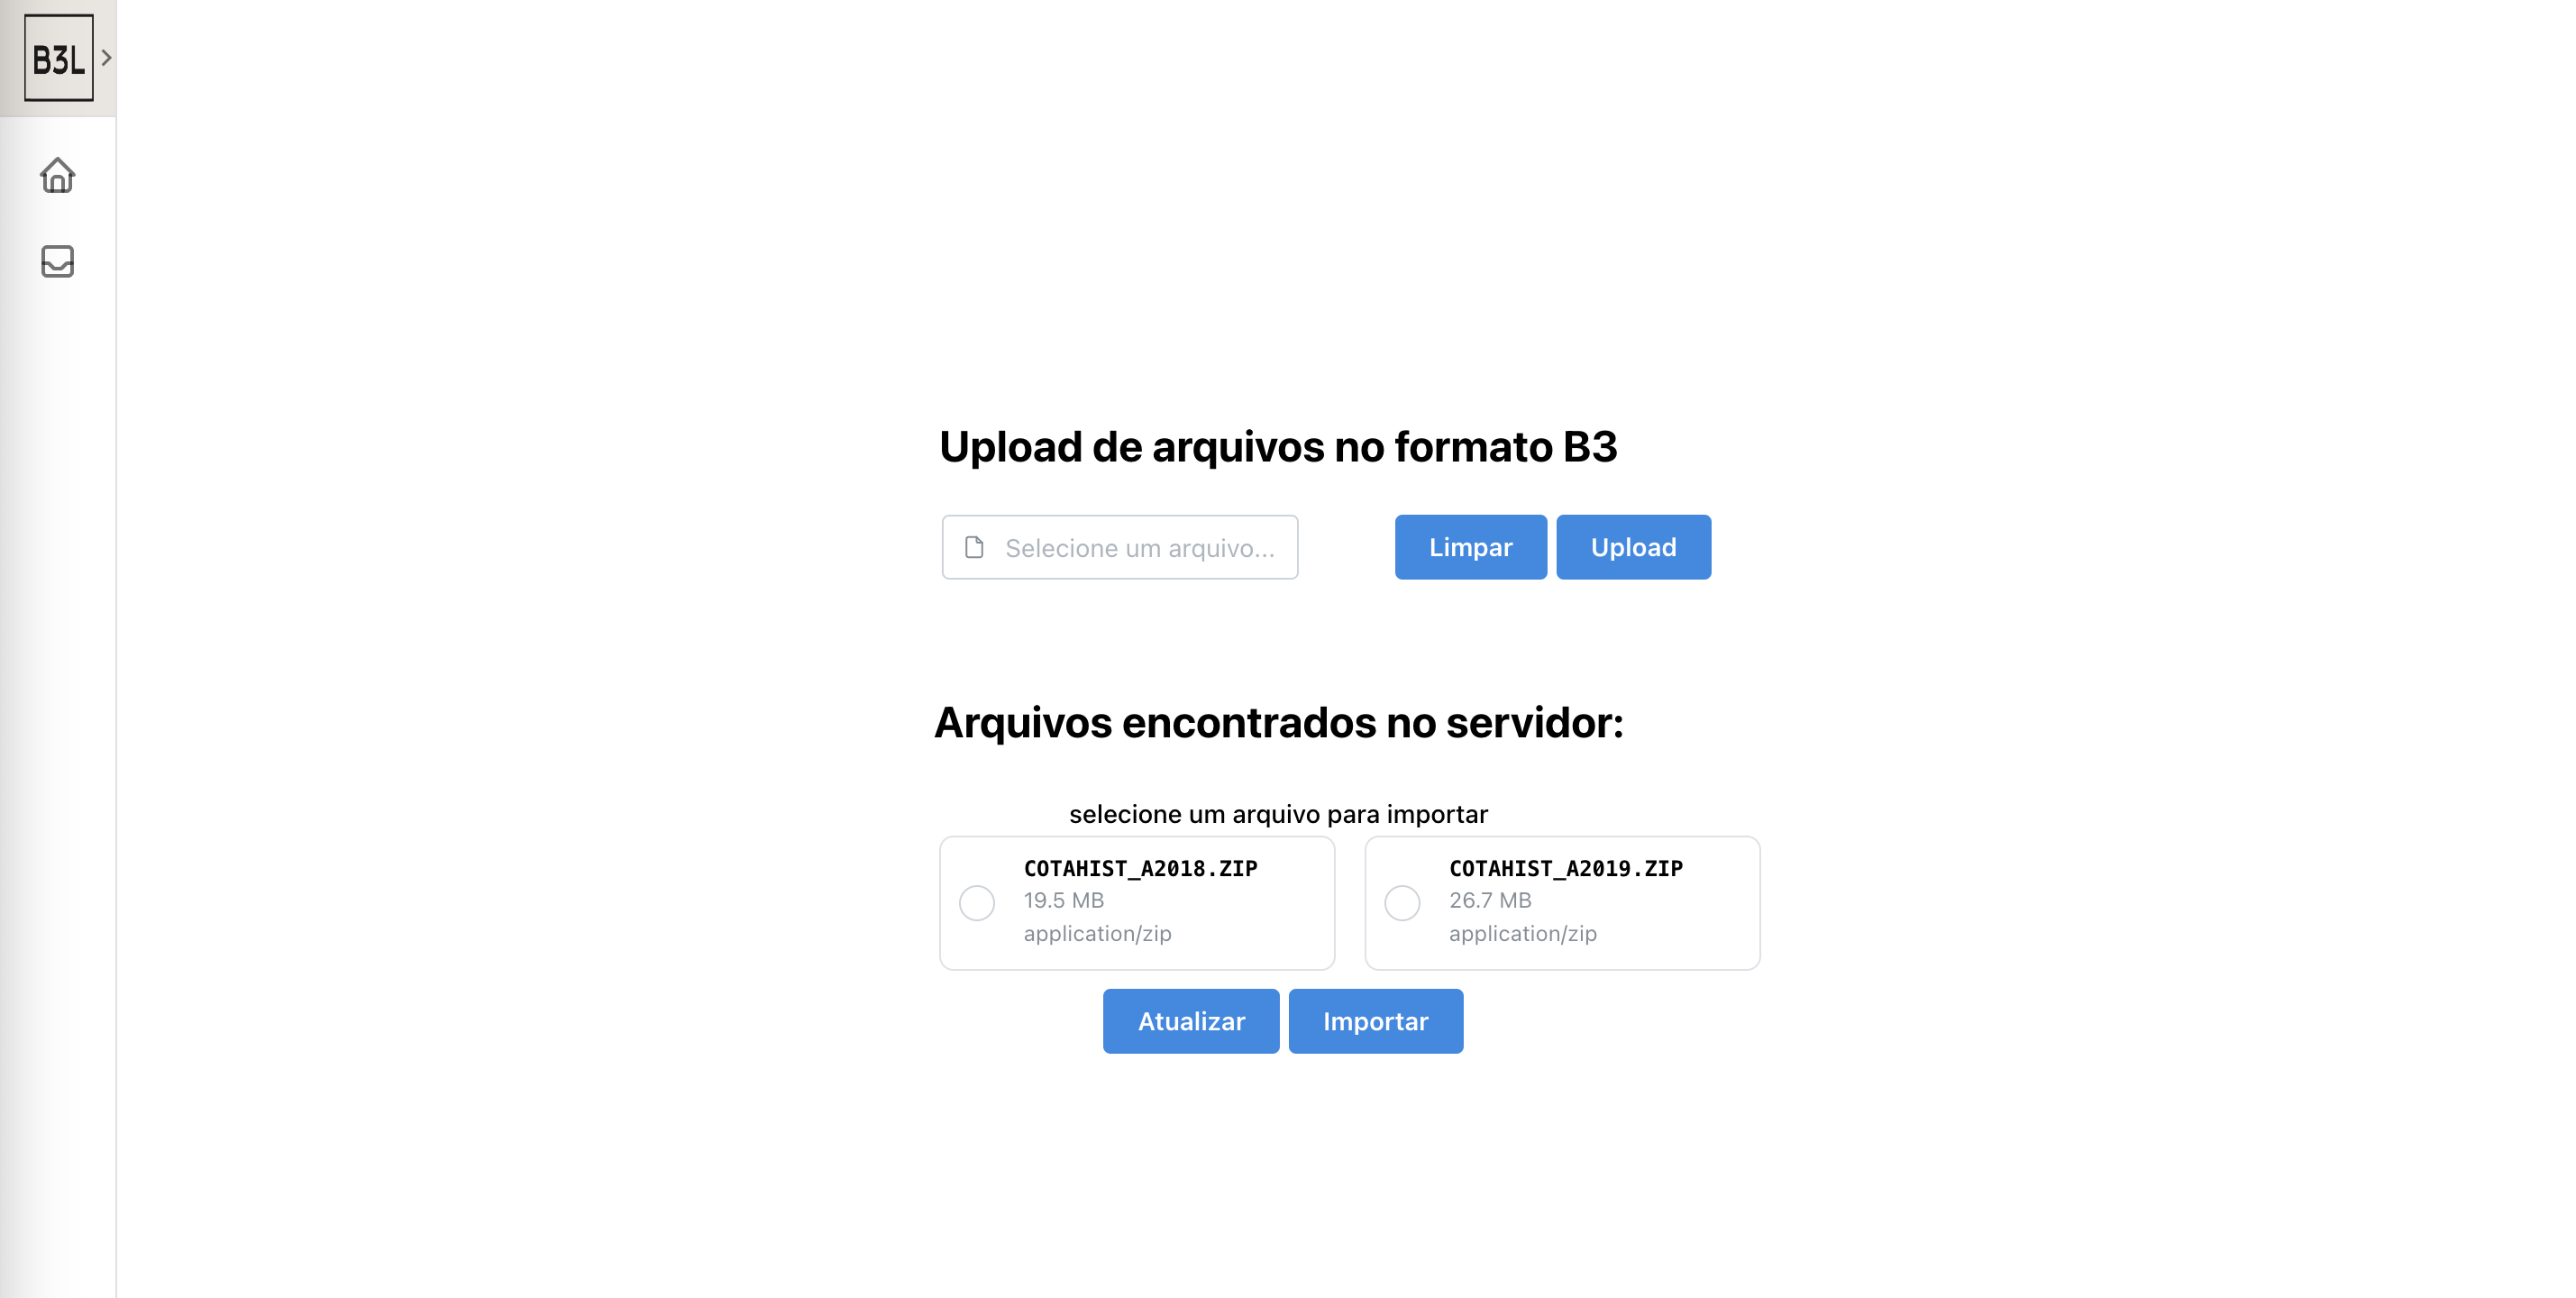 B3L
Upload de arquivos no formato B3
Selecione um arquivo...
Limpar
Upload
Arquivos encontrados no servidor:
selecione um arquivo para importar
COTAHIST_A2018.ZIP
19.5 MB
application/zip
COTAHIST_A2019.ZIP
26.7 MB
application/zip
Atualizar
Importar